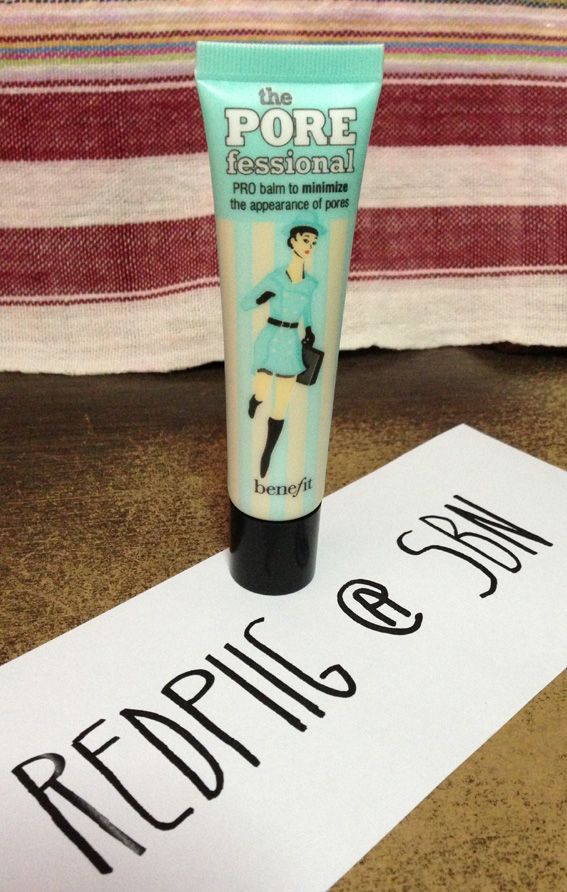 the
PORE
fessional
PRO balm to minimize
the appearance of pores
benefit
REDPIIG @ SBN